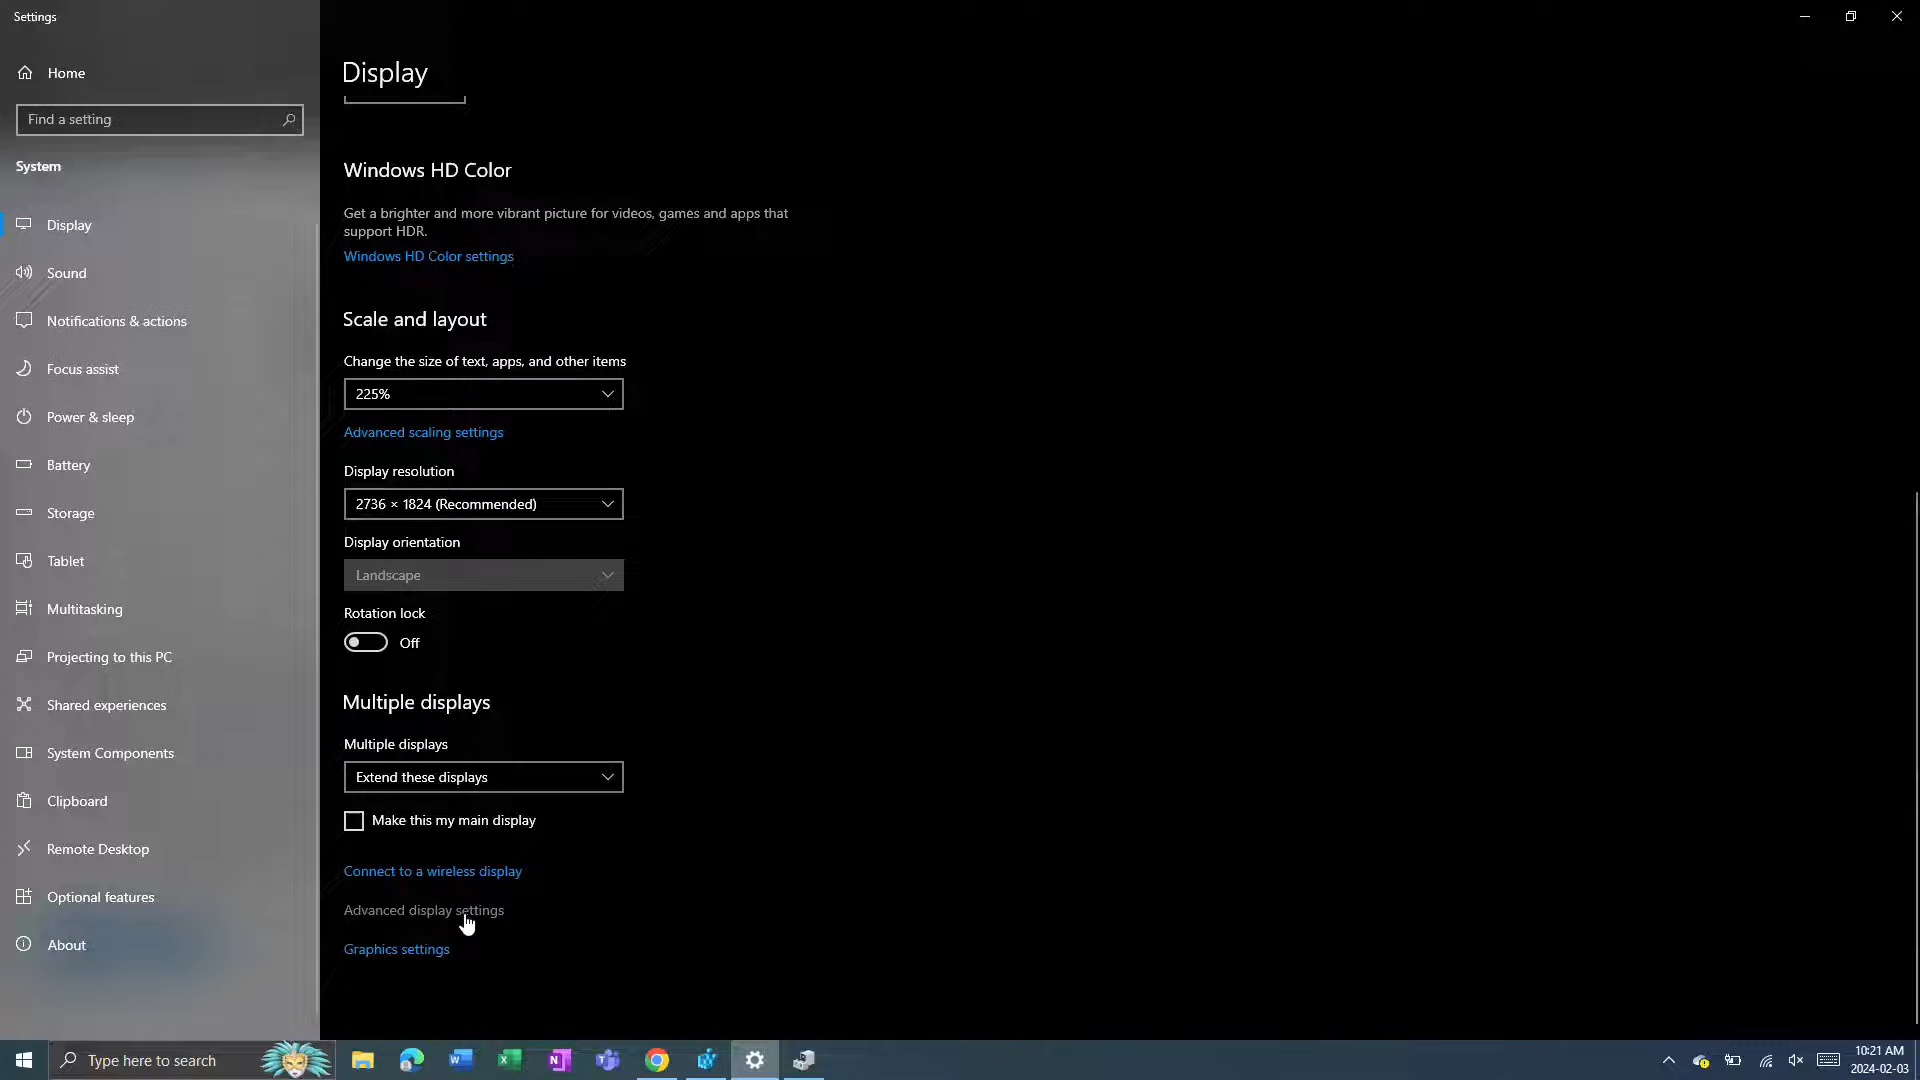 Settings
Home
Find a setting
System
Display
Sound
Notifications & actions
Focus assist
Power & sleep
Battery
Storage
Tablet
Multitasking
Projecting to this PC
Shared experiences
System Components
Clipboard
Remote Desktop
Optional features
About
Display
Windows HD Color
Get a brighter and more vibrant picture for videos, games and apps that
support HDR.
Windows HD Color settings
Scale and layout
Change the size of text, apps, and other items
225%
Advanced scaling settings
Display resolution
2736 × 1824 (Recommended)
Display orientation
Landscape
Rotation lock
Off
Multiple displays
Multiple displays
Extend these displays
Make this my main display
Connect to a wireless display
Advanced display settings
Graphics settings
Type here to search
10:21 AM
2024-02-03